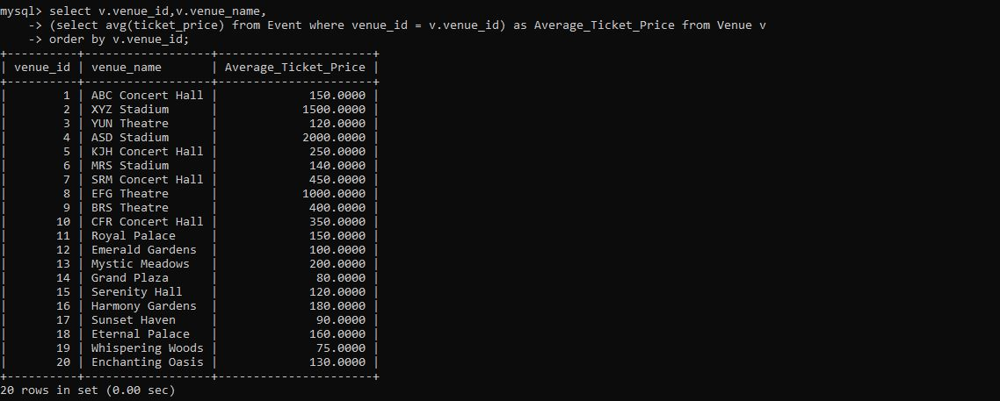 mysql> select v.venue_id,v.venue_name,
    -> (select avg(ticket_price) from Event where venue_id = v.venue_id) as Average_Ticket_Price from Venue v
    -> order by v.venue_id;
+----------+------------------+----------------------+
| venue_id | venue_name       | Average_Ticket_Price |
+----------+------------------+----------------------+
|        1 | ABC Concert Hall |             150.0000 |
|        2 | XYZ Stadium      |            1500.0000 |
|        3 | YUN Theatre      |             120.0000 |
|        4 | ASD Stadium      |            2000.0000 |
|        5 | KJH Concert Hall |             250.0000 |
|        6 | MRS Stadium      |             140.0000 |
|        7 | SRM Concert Hall |             450.0000 |
|        8 | EFG Theatre      |            1000.0000 |
|        9 | BRS Theatre      |             400.0000 |
|       10 | CFR Concert Hall |             350.0000 |
|       11 | Royal Palace     |             150.0000 |
|       12 | Emerald Gardens  |             100.0000 |
|       13 | Mystic Meadows   |             200.0000 |
|       14 | Grand Plaza      |              80.0000 |
|       15 | Serenity Hall    |             120.0000 |
|       16 | Harmony Gardens  |             180.0000 |
|       17 | Sunset Haven     |              90.0000 |
|       18 | Eternal Palace   |             160.0000 |
|       19 | Whispering Woods |              75.0000 |
|       20 | Enchanting Oasis |             130.0000 |
+----------+------------------+----------------------+
20 rows in set (0.00 sec)